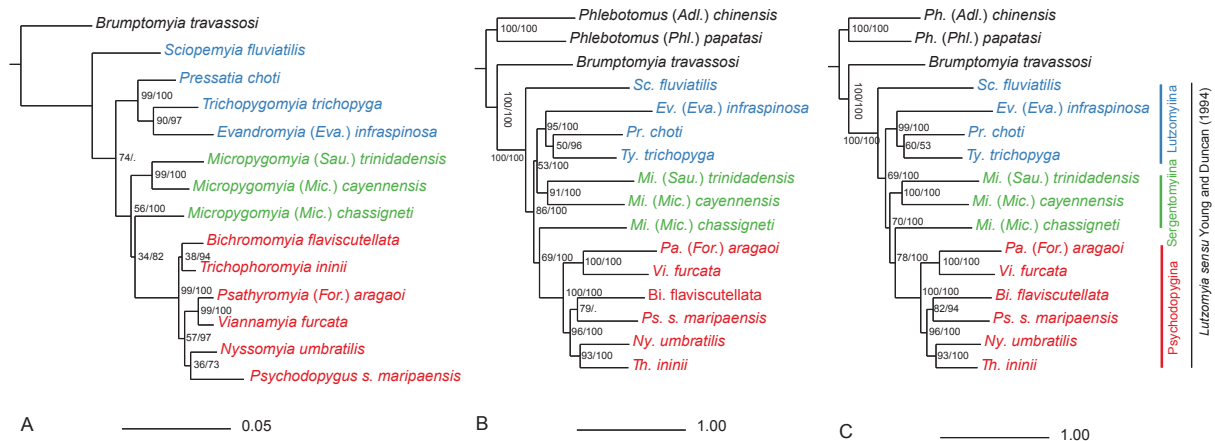 Brumptomyia travassosi
Sciopemyia fluviatilis
Pressatia choti
99/100
Trichopygomyia trichopyga
90/97
Evandromyia (Eva.) infraspinosa
74/.
Micropygomyia (Sau.) trinidadensis
99/100
Micropygomyia (Mic.) cayennensis
56/100
Micropygomyia (Mic.) chassigneti
Bichromomyia flaviscutellata
34/82
38/94
Trichophoromyia ininii
99/100
Psathyromyia (For.) aragaoi
99/100
Viannamyia furcata
57/97
Nyssomyia umbratilis
36/73
Psychodopygus s. maripaensis
A
0.05
Phlebotomus (Adl.) chinensis
100/100
Phlebotomus (Phl.) papatasi
Brumptomyia travassosi
100/100
Sc. fluviatilis
Ev. (Eva.) infraspinosa
95/100
Pr. choti
50/96
100/100
Ty. trichopyga
53/100
Mi. (Sau.) trinidadensis
91/100
Mi. (Mic.) cayennensis
86/100
Mi. (Mic.) chassigneti
Pa. (For.) aragaoi
69/100
100/100
Vi. furcata
100/100
Bi. flaviscutellata
79/.
Ps. s. maripaensis
96/100
Ny. umbratilis
93/100
Th. ininii
B
1.00
Ph. (Adl.) chinensis
100/100
Ph. (Phl.) papatasi
Brumptomyia travassosi
100/100
Sc. fluviatilis
Ev. (Eva.) infraspinosa
99/100
Pr. choti
100/100
60/53
Ty. trichopyga
69/100
Mi. (Sau.) trinidadensis
100/100
Mi. (Mic.) cayennensis
70/100
Mi. (Mic.) chassigneti
Pa. (For.) aragaoi
78/100
100/100
Vi. furcata
100/100
Bi. flaviscutellata
82/94
Ps. s. maripaensis
96/100
Ny. umbratilis
93/100
Th. ininii
C
1.00
Lutzomyiina
Sergentomyiina
Psychodopygina
Lutzomyia sensu Young and Duncan (1994)